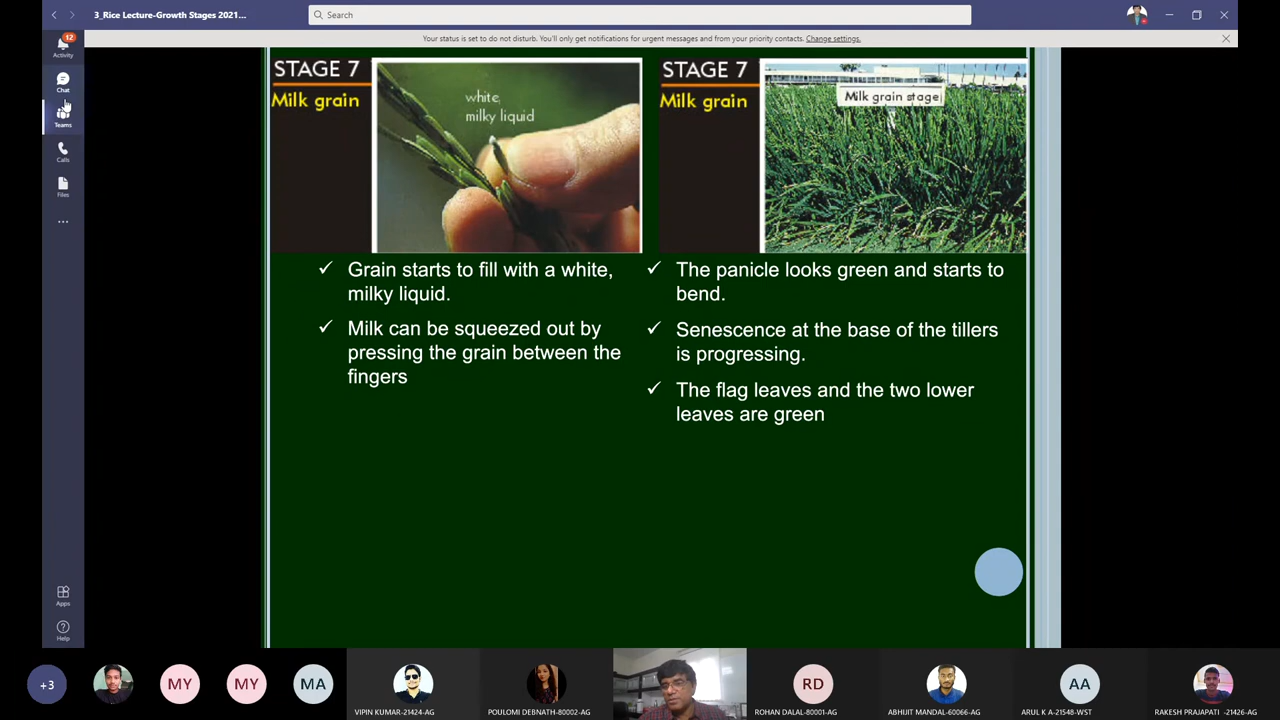 3_Rice Lecture-Growth Stages 2021...
Search
Your status is set to do not disturb. You'll only get notifications for urgent messages and from your priority contacts. Change settings.
12
Activity
Chat
Teams
Calls
Files
Apps
Help
STAGE 7
Milk grain
white,
milky liquid
STAGE 7
Milk grain
Milk grain stage
Grain starts to fill with a white,
milky liquid.
Milk can be squeezed out by
pressing the grain between the
fingers
The panicle looks green and starts to
bend.
Senescence at the base of the tillers
is progressing.
The flag leaves and the two lower
leaves are green
+3
MY
MY
MA
VIPIN KUMAR-21424-AG
POULOMI DEBNATH-80002-AG
RD
ROHAN DALAL-80001-AG
ABHIJIT MANDAL-60066-AG
AA
ARUL K A-21548-WST
RAKESH PRAJAPATI -21426-AG